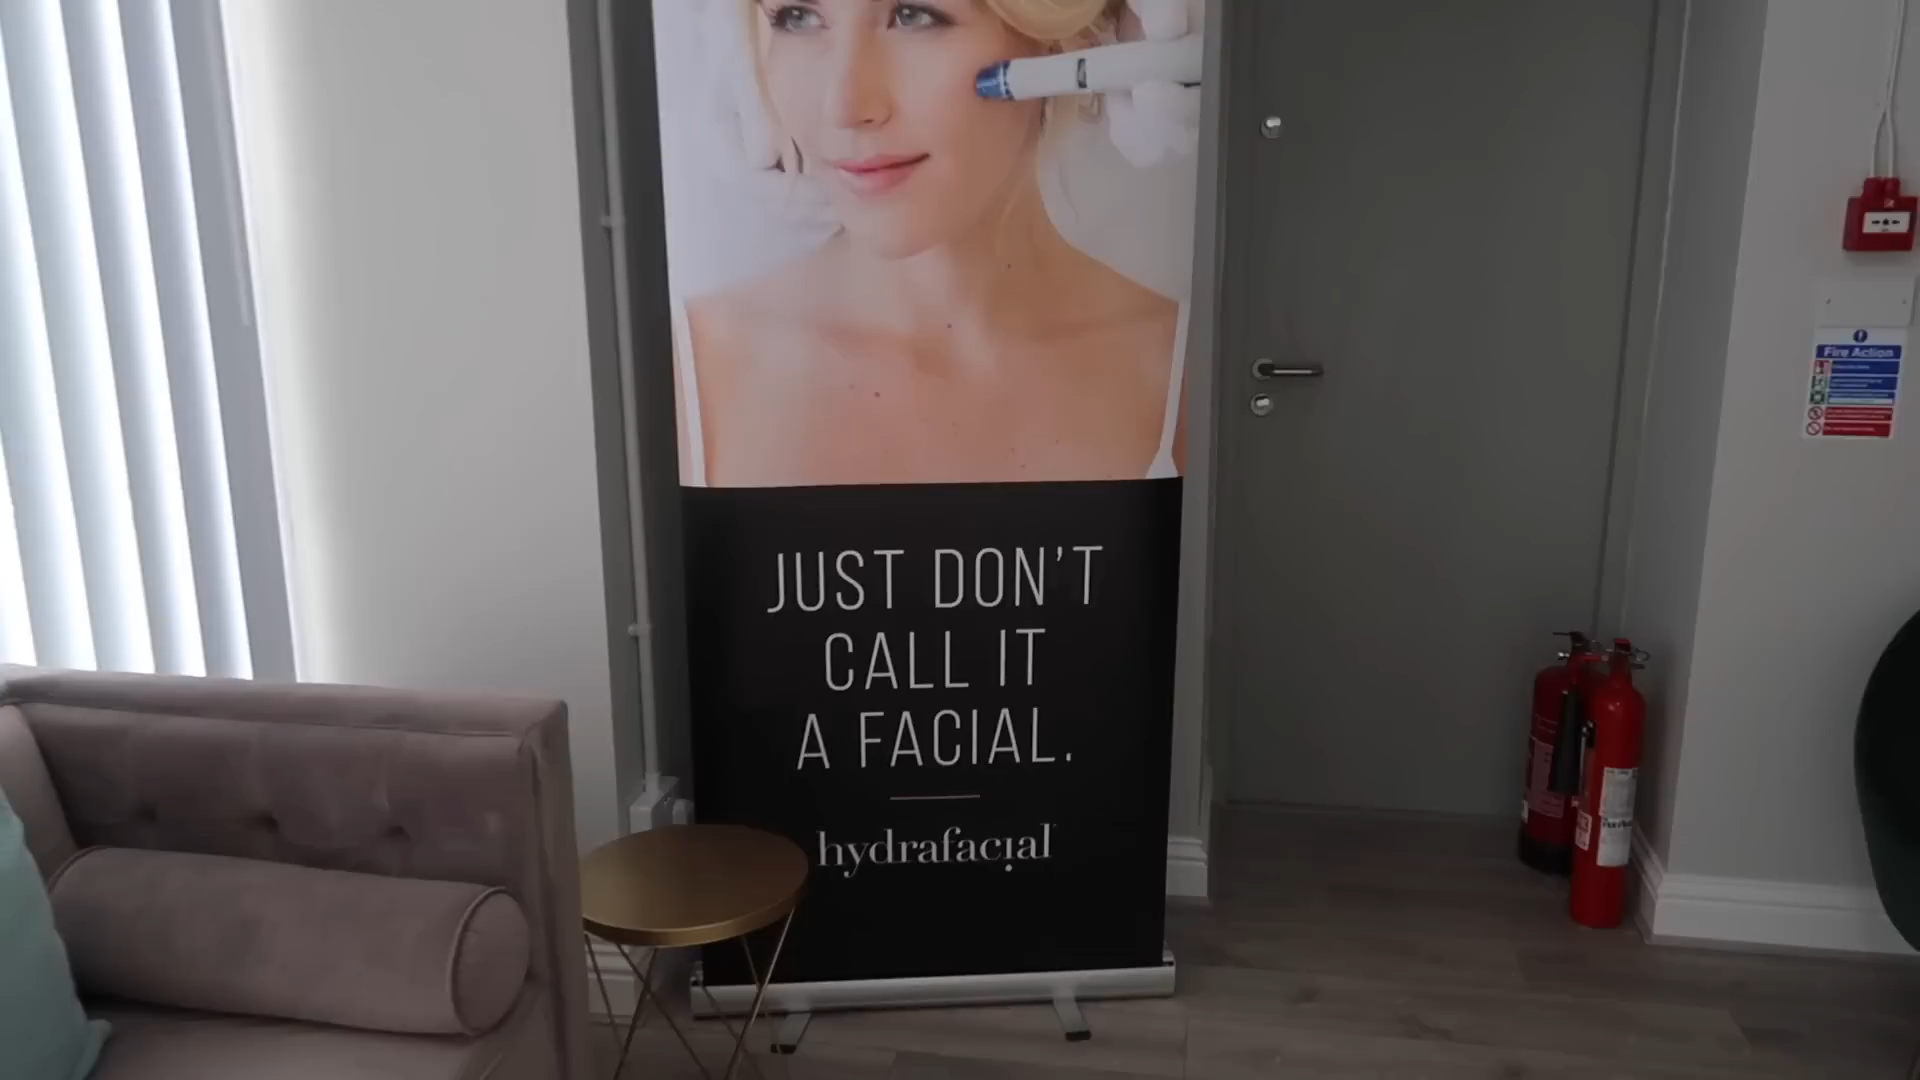 JUST DON'T
CALL IT
A FACIAL.
hydrafacial
Fire Action